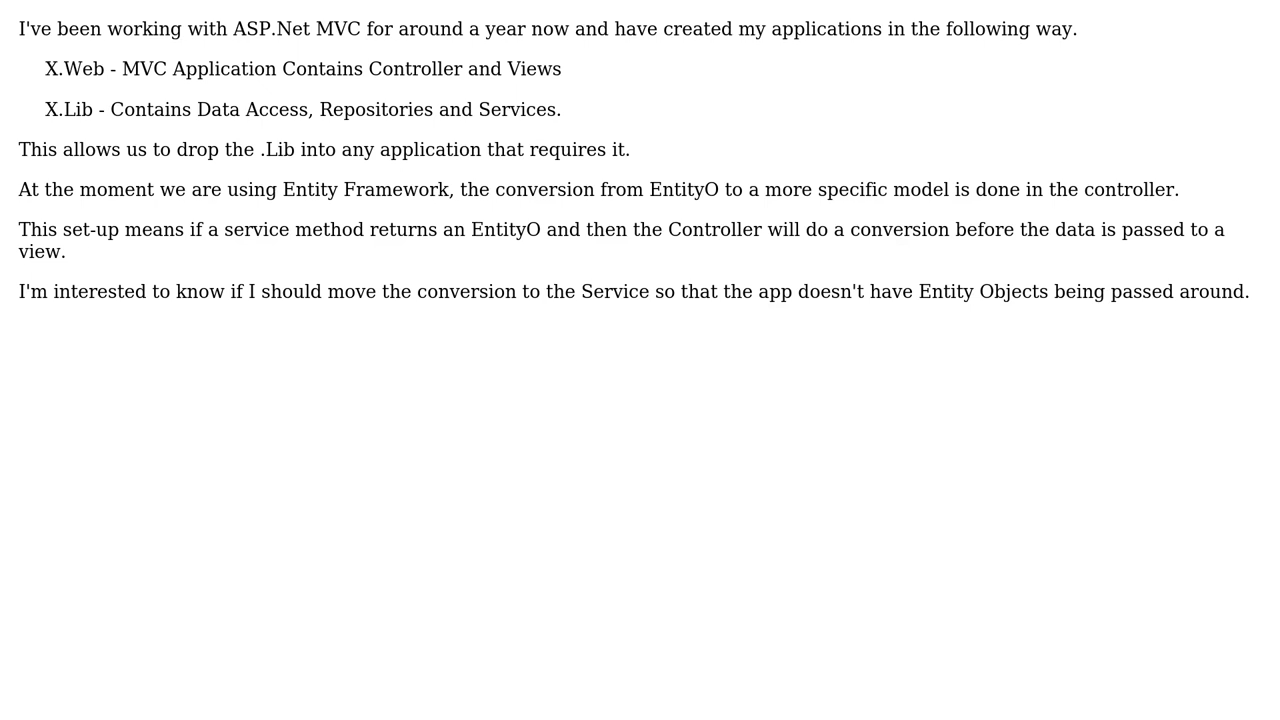 I've been working with ASP.Net MVC for around a year now and have created my applications in the following way.
X.Web - MVC Application Contains Controller and Views
X.Lib - Contains Data Access, Repositories and Services.
This allows us to drop the .Lib into any application that requires it.
At the moment we are using Entity Framework, the conversion from EntityO to a more specific model is done in the controller.
This set-up means if a service method returns an EntityO and then the Controller will do a conversion before the data is passed to a
view.
I'm interested to know if I should move the conversion to the Service so that the app doesn't have Entity Objects being passed around.